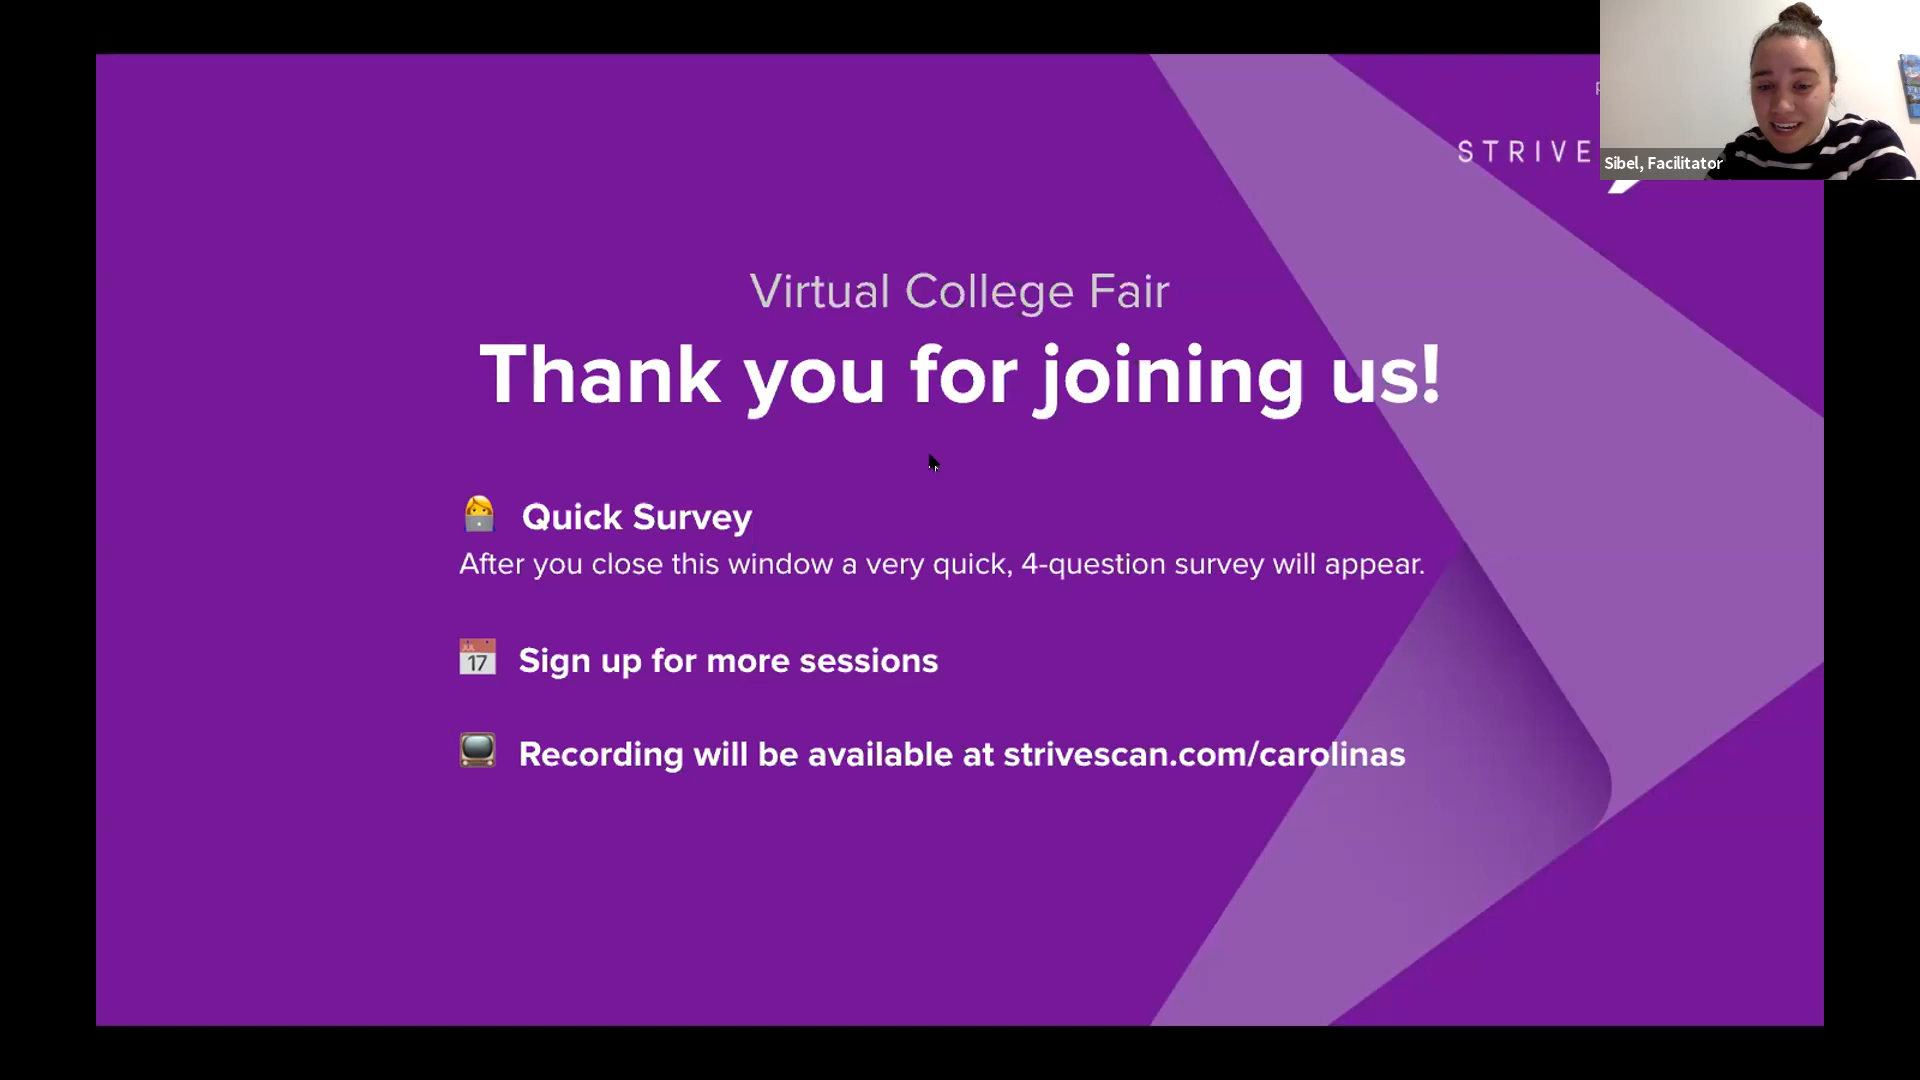 STRIVE
Sibel, Facilitator
Virtual College Fair
Thank you for joining us!
Quick Survey
After you close this window a very quick, 4-question survey will appear.
17
Sign up for more sessions
Recording will be available at strivescan.com/carolinas